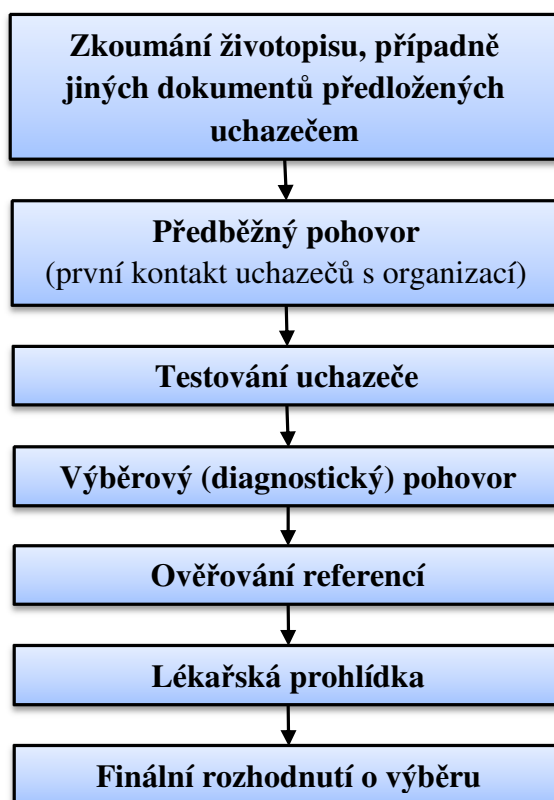 Zkoumání životopisu, případně
jiných dokumentů předložených
uchazečem
Předběžný pohovor
(první kontakt uchazečů s organizací)
Testování uchazeče
Výběrový (diagnostický) pohovor
Ověřování referencí
Lékařská prohlídka
Finální rozhodnutí o výběru